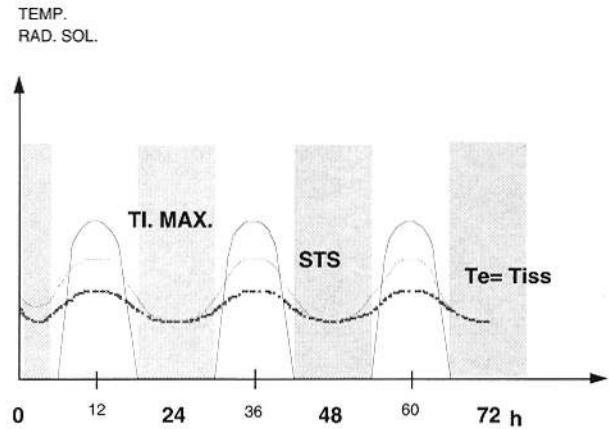 TEMP.
RAD. SOL.
TI. MAX.
STS
Te= Tiss
0 12 24 36 48 60 72 h